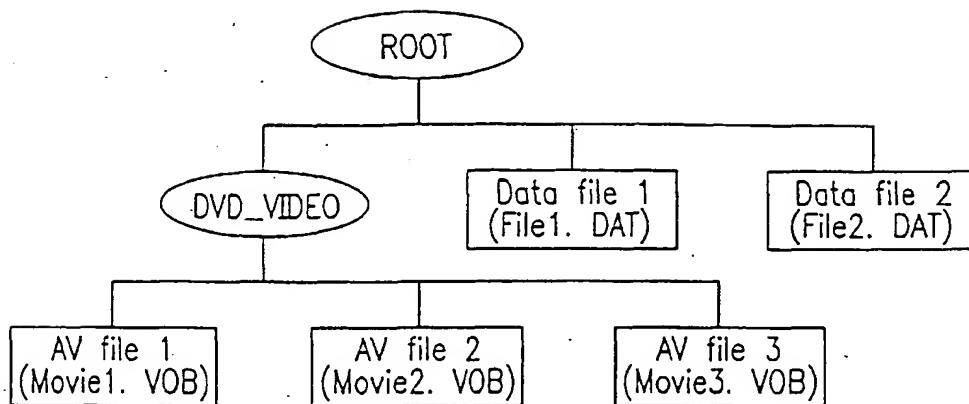 ROOT
DVD_VIDEO
Data file 1
(File1. DAT)
Data file 2
(File2. DAT)
AV file 1
(Movie1. VOB)
AV file 2
(Movie2. VOB)
AV file 3
(Movie3. VOB)